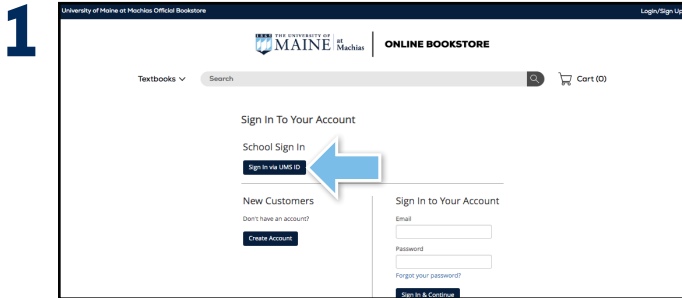 1
University of Maine at Machias Official Bookstore
Login/Sign Up
THE UNIVERSITY OF
MAINE at Machias
ONLINE BOOKSTORE
Textbooks
Search
Cart (0)
Sign In To Your Account
School Sign In
Sign In via UMS ID
New Customers
Don't have an account?
Create Account
Sign In to Your Account
Email
Password
Forgot your password?
Sign In & Continue